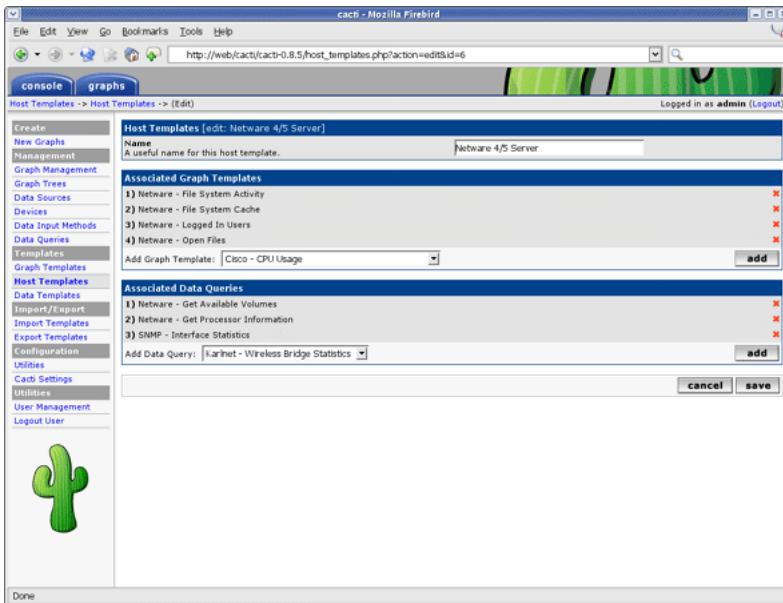 cacti - Mozilla Firebird
File Edit View Go Bookmarks Tools Help
http://web/cacti/cacti-0.8.5/host_templates.php?action=edit&id=6
console graphs
Host Templates -> Host Templates -> (Edit) Logged in as admin (Logout)
Create
New Graphs
Management
Graph Management
Graph Trees
Data Sources
Devices
Data Input Methods
Data Queries
Templates
Graph Templates
Host Templates
Data Templates
Import/Export
Import Templates
Export Templates
Configuration
Utilities
Cacti Settings
Utilities
User Management
Logout User
Host Templates [edit: Netware 4/5 Server]
Name
A useful name for this host template.
Netware 4/5 Server
Associated Graph Templates
1) Netware - File System Activity
2) Netware - File System Cache
3) Netware - Logged In Users
4) Netware - Open Files
Add Graph Template: Cisco - CPU Usage add
Associated Data Queries
1) Netware - Get Available Volumes
2) Netware - Get Processor Information
3) SNMP - Interface Statistics
Add Data Query: Karlnet - Wireless Bridge Statistics add
cancel save
Done